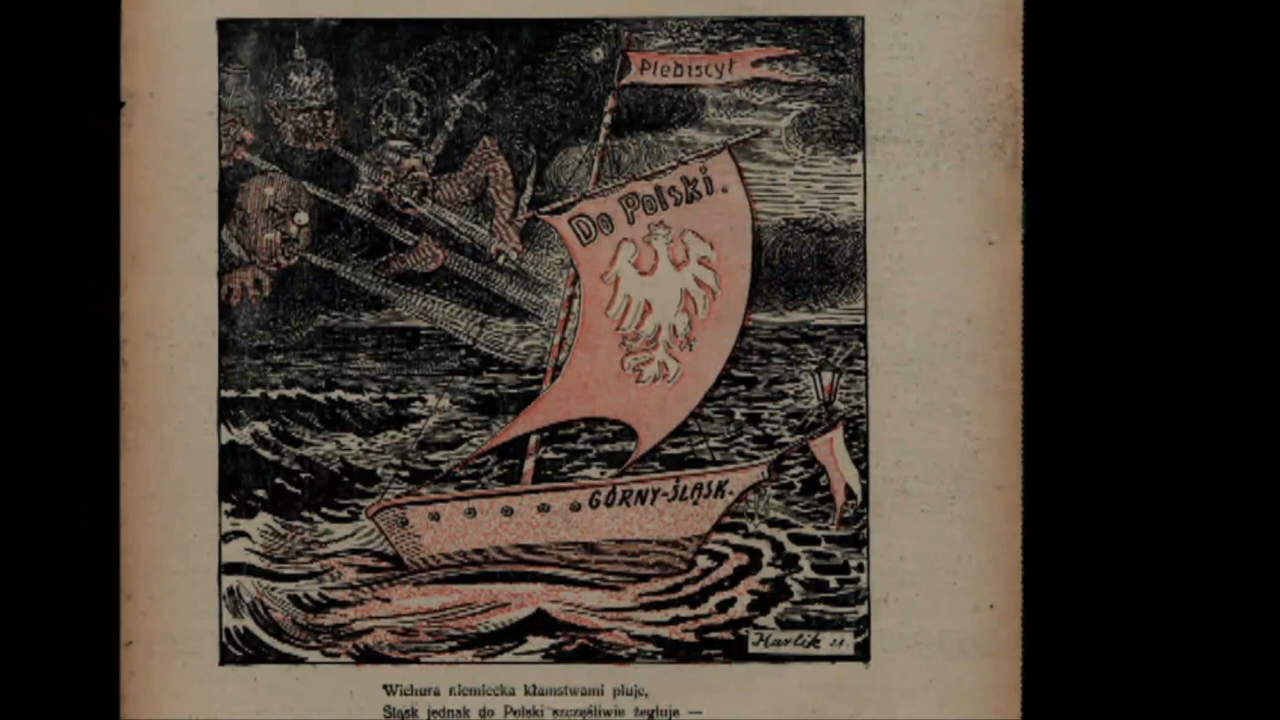 Plebiscyt
Do Polski.
GÓRNY-ŚLĄSK.
Havlik 21.
Wichura niemiecka kłamstwami pluje,
Śląsk jednak do Polski szczęśliwie żegluje —